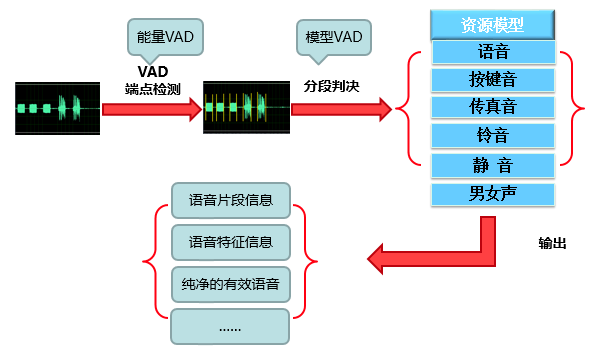 能量VAD
模型VAD
资源模型
VAD
端点检测
分段判决
语音
按键音
传真音
铃音
静 音
男女声
语音片段信息
语音特征信息
纯净的有效语音
......
输出